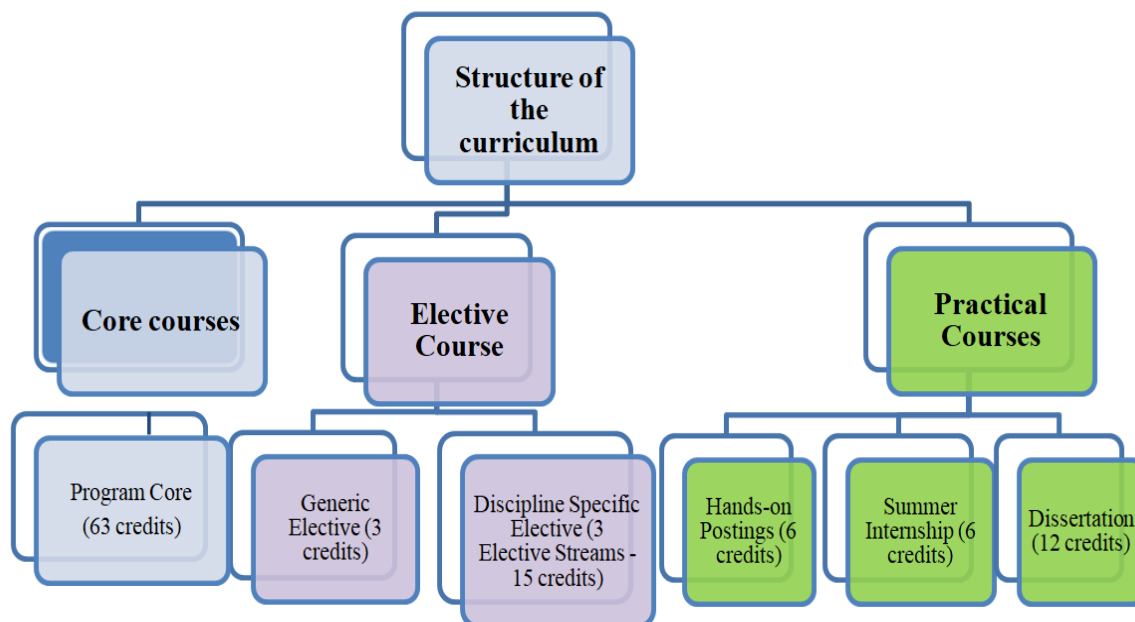 Structure of
the
curriculum
Core courses
Elective
Course
Practical
Courses
Program Core
(63 credits)
Generic
Elective (3
credits)
Discipline Specific
Elective (3
Elective Streams -
15 credits)
Hands-on
Postings (6
credits)
Summer
Internship (6
credits)
Dissertation
(12 credits)